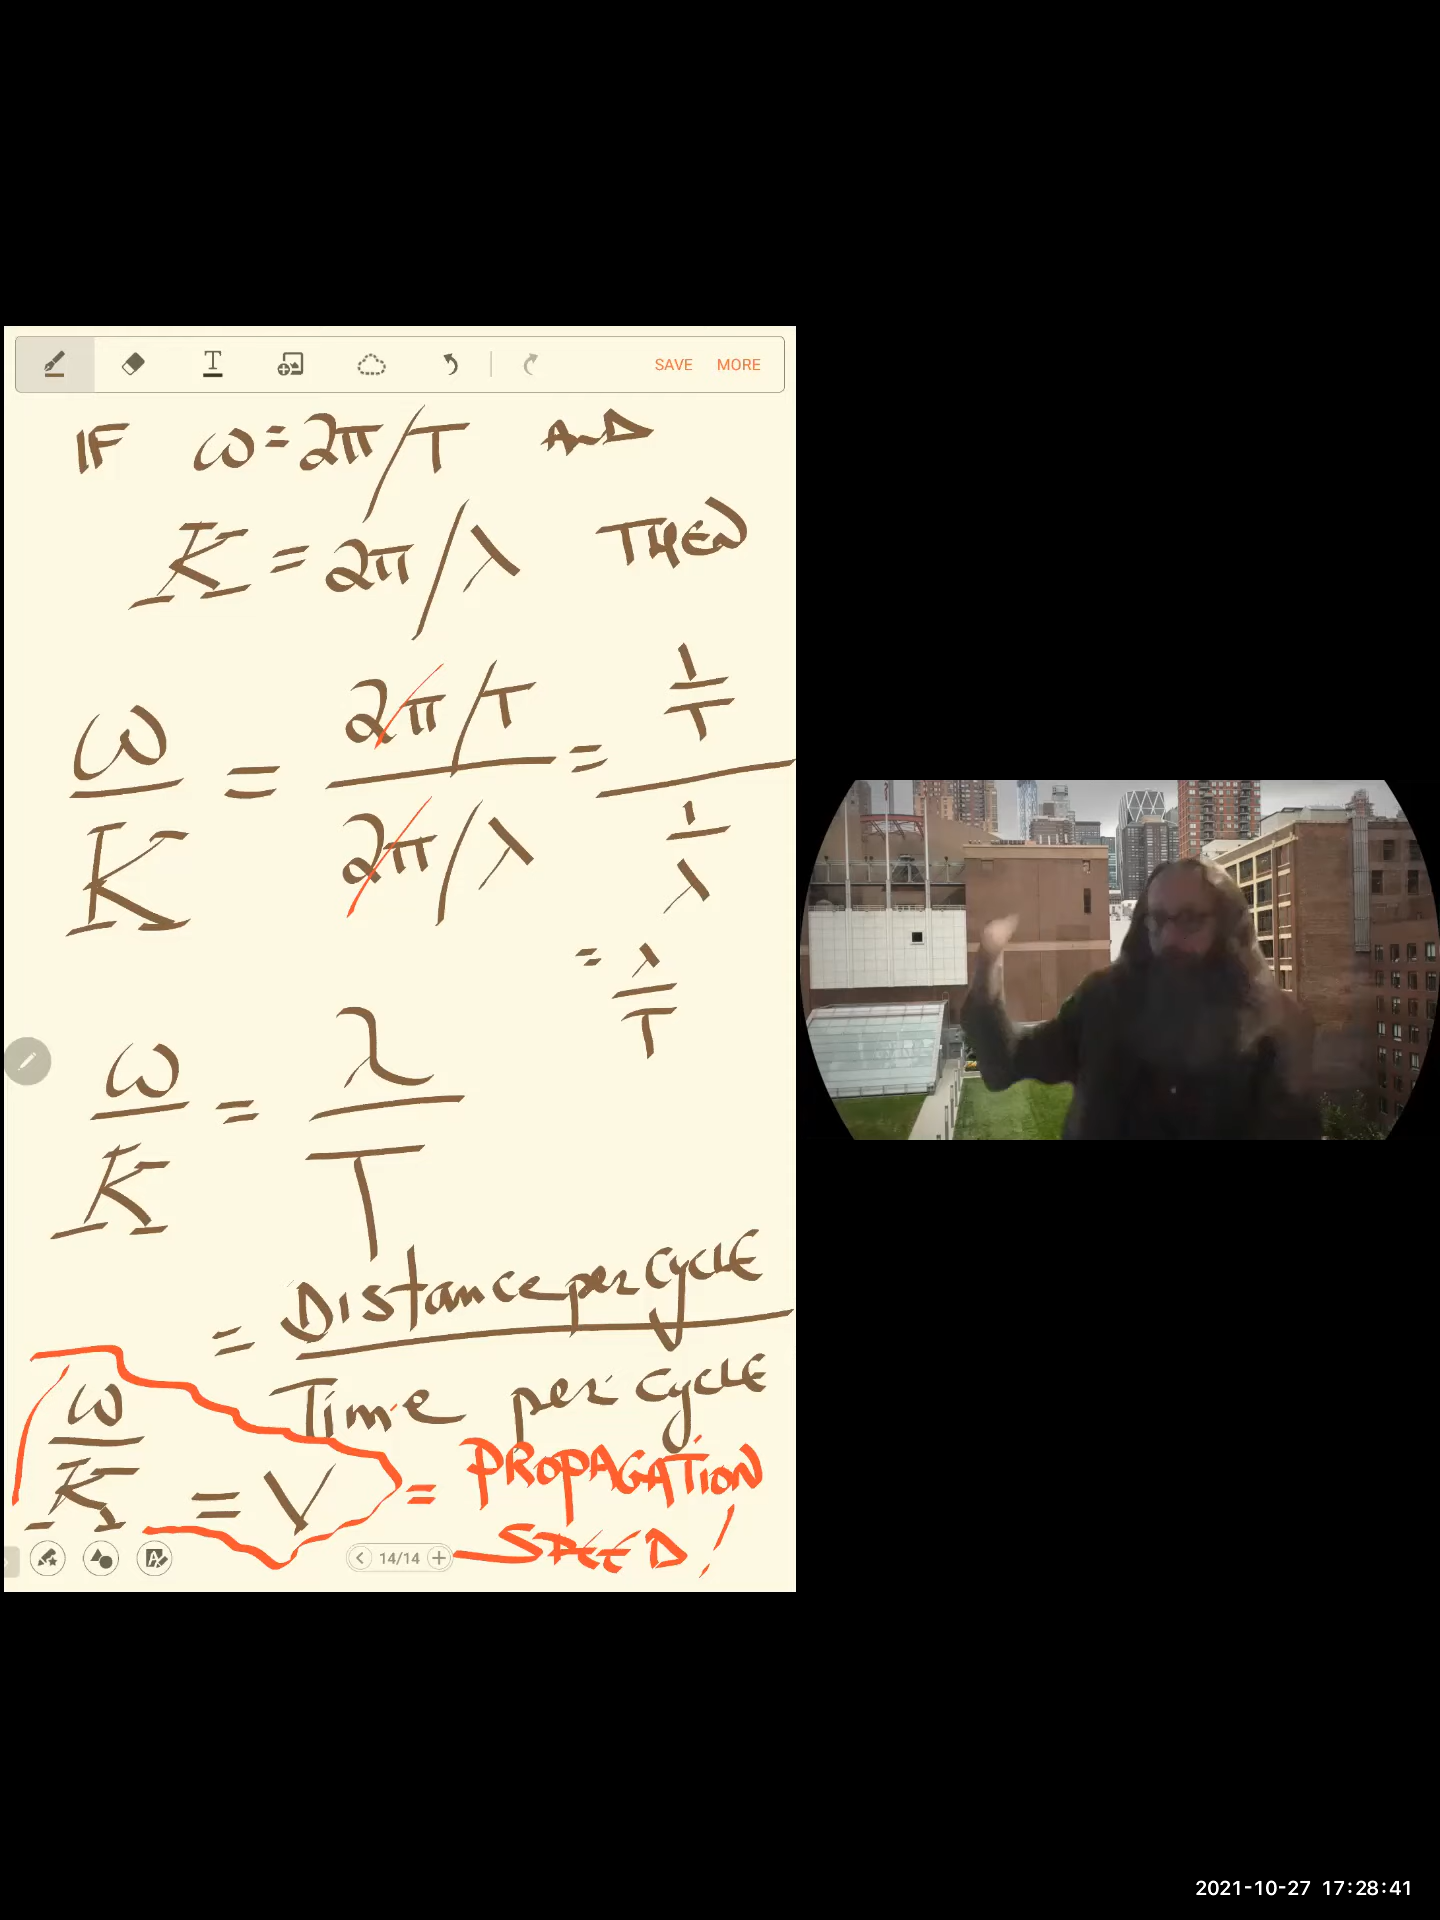 SAVE MORE
IF ω = 2π/T AND
K = 2π/λ THEN
ω/K = (2π/T)/(2π/λ) = (1/T)/(1/λ)
= λ/T
ω/K = λ/T
= Distance per cycle / Time per cycle
ω/K = V = PROPAGATION
SPEED!
14/14
2021-10-27 17:28:41